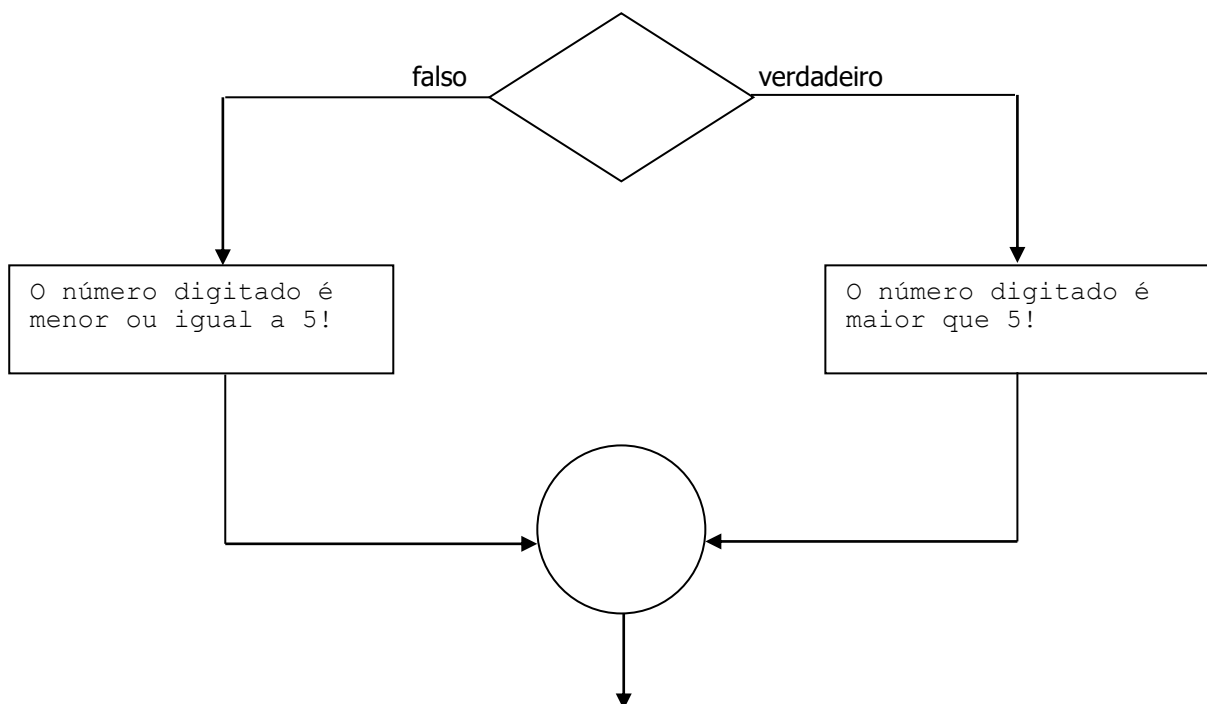 falso
verdadeiro
O número digitado é
menor ou igual a 5!
O número digitado é
maior que 5!